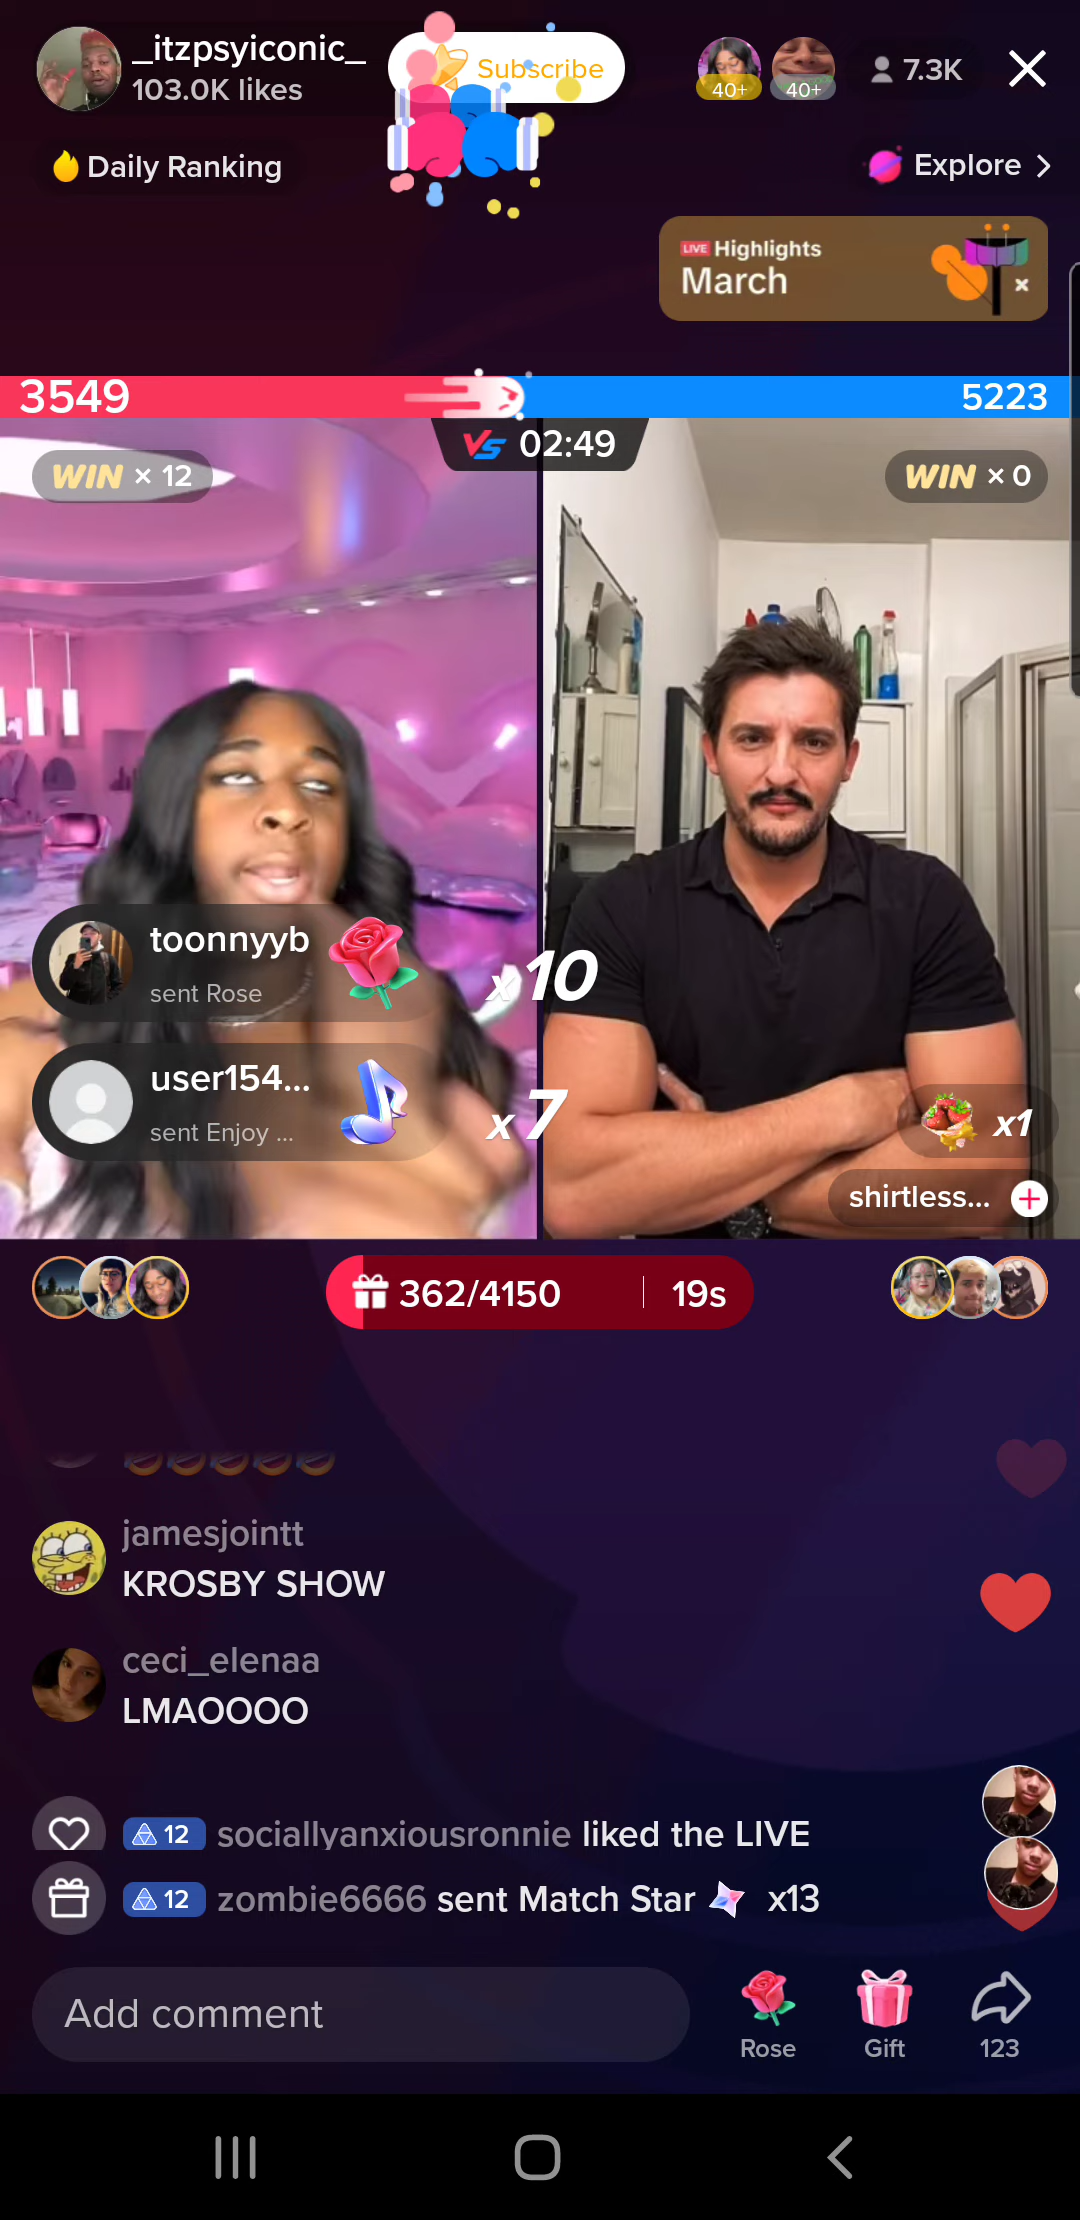 _itzpsyiconic_
103.0K likes
Subscribe
40+
40+
7.3K
Daily Ranking
Explore
LIVE Highlights
March
3549
5223
VS 02:49
WIN × 12
WIN × 0
toonnyyb
sent Rose
x10
user154...
sent Enjoy ...
x7
x1
shirtless...
362/4150
19s
jamesjointt
KROSBY SHOW
ceci_elenaa
LMAOOOO
12 sociallyanxiousronnie liked the LIVE
12 zombie6666 sent Match Star x13
Add comment
Rose
Gift
123